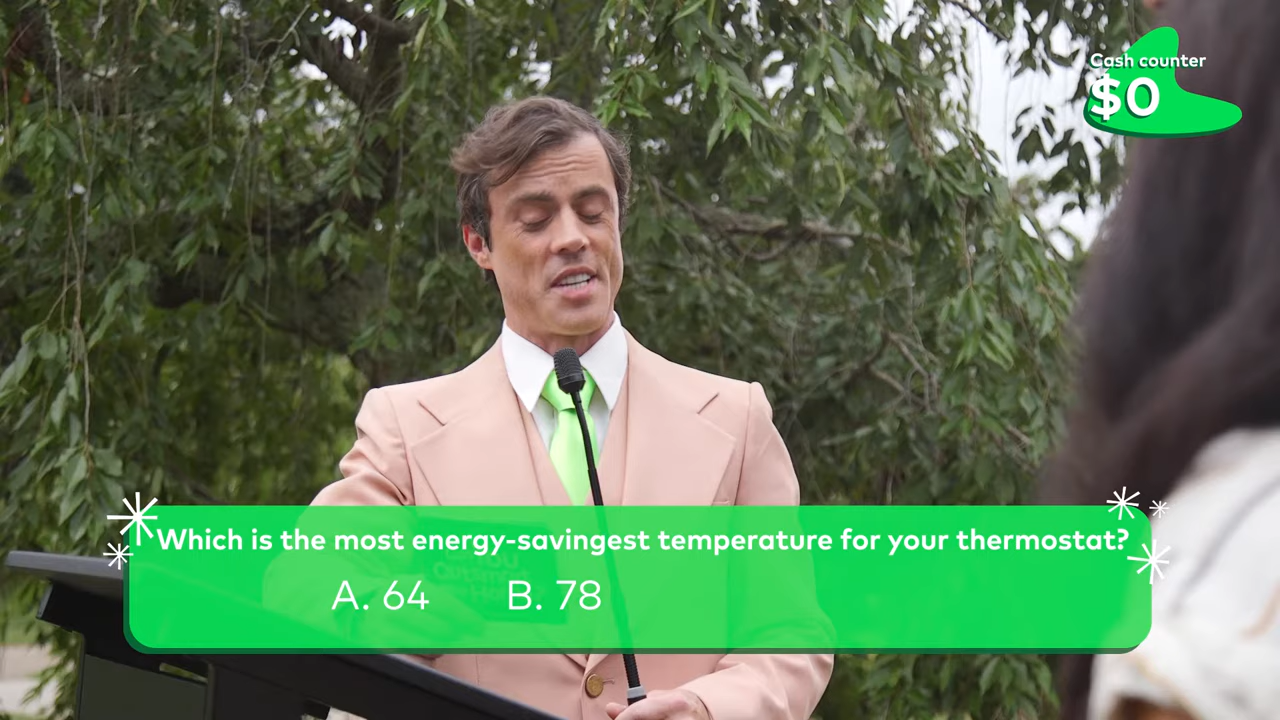 Cash counter
$0
Which is the most energy-savingest temperature for your thermostat?
A. 64 B. 78